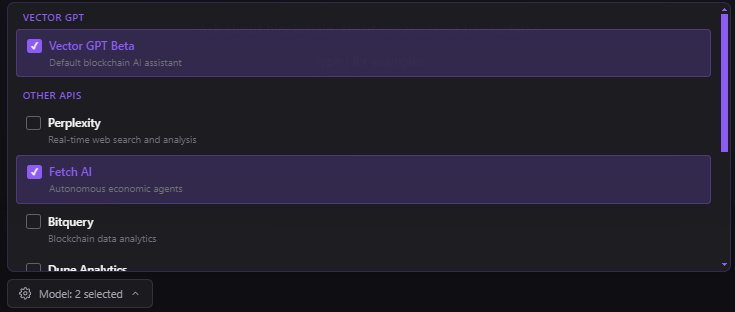 VECTOR GPT
Vector GPT Beta
Default blockchain AI assistant
OTHER APIS
Perplexity
Real-time web search and analysis
Fetch AI
Autonomous economic agents
Bitquery
Blockchain data analytics
Dune Analytics
Model: 2 selected